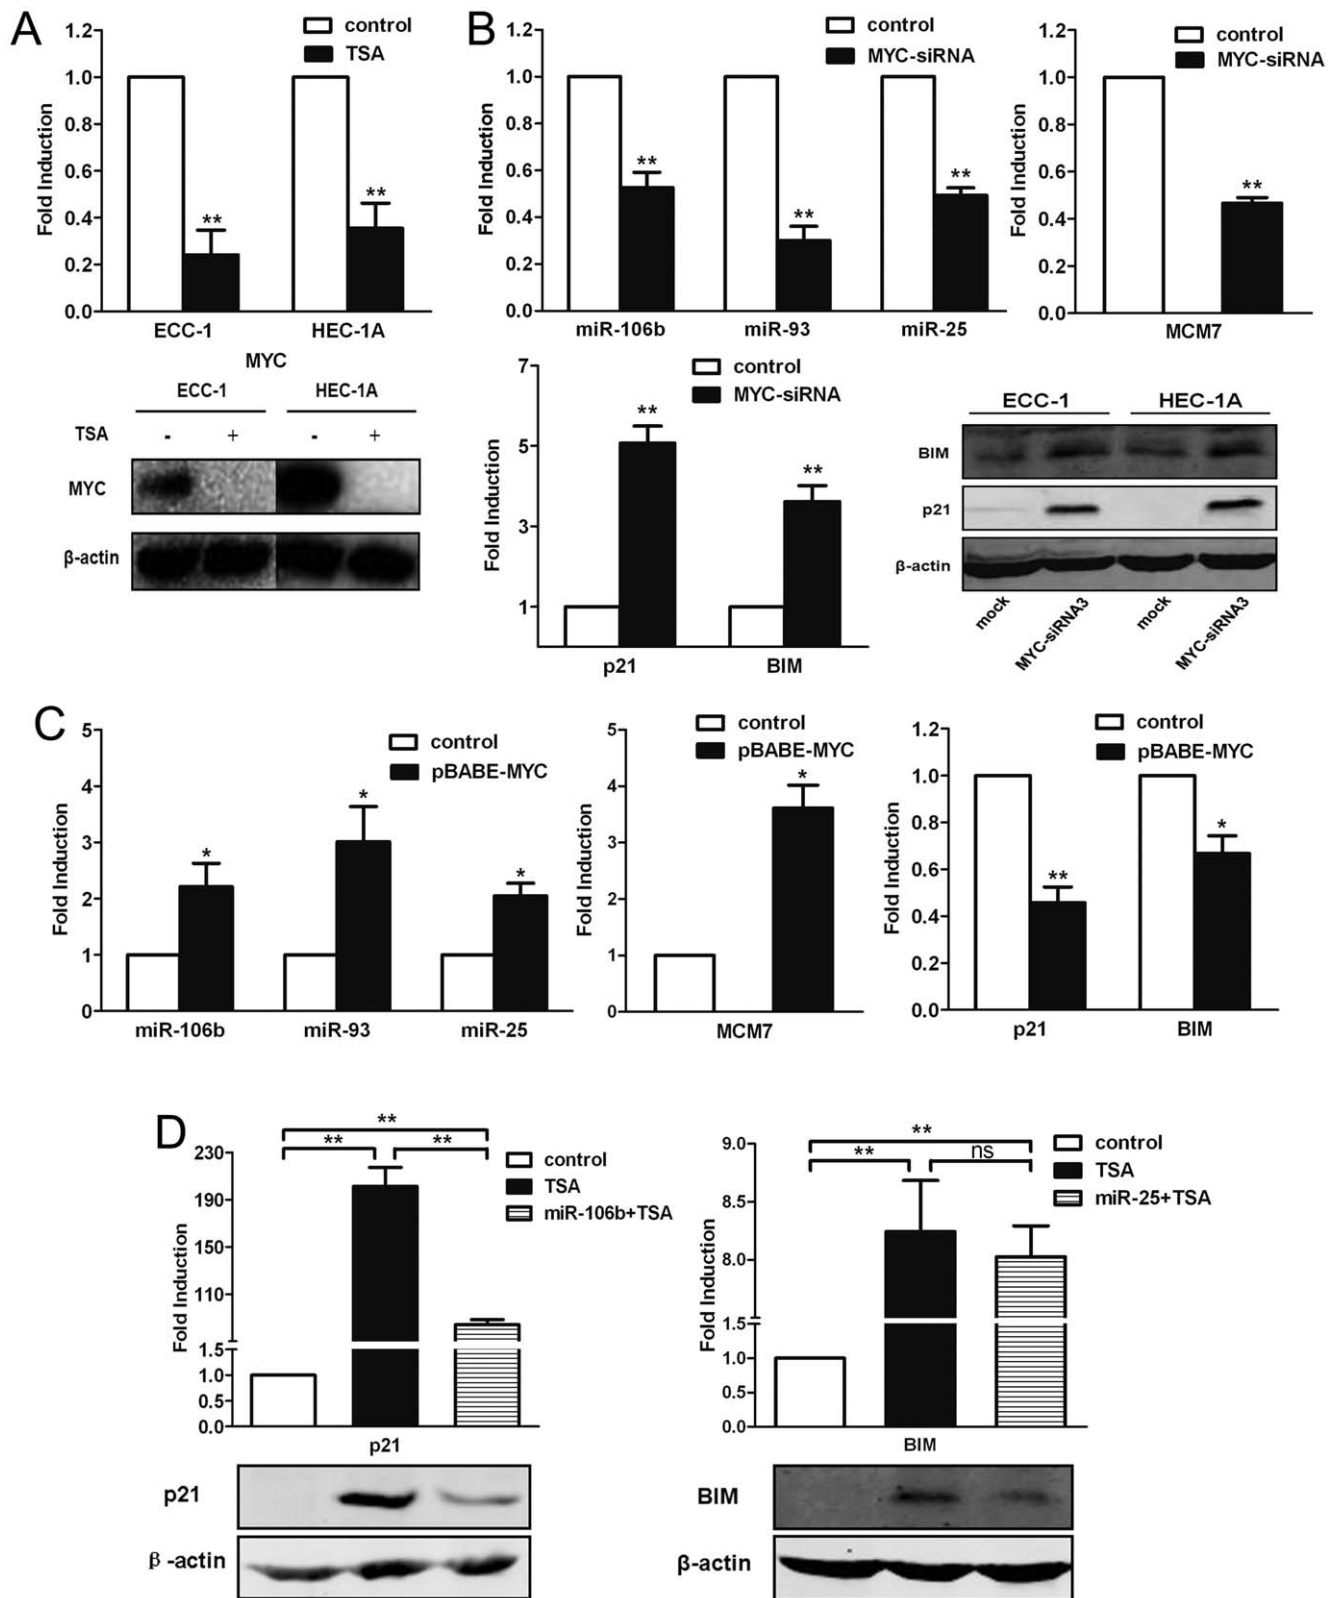 A
1.2
1.0
0.8
0.6
0.4
0.2
0.0
Fold Induction
control
TSA
**
**
ECC-1 HEC-1A
MYC
ECC-1 HEC-1A
TSA - + - +
MYC
β-actin
B
1.2
1.0
0.8
0.6
0.4
0.2
0.0
Fold Induction
control
MYC-siRNA
**
**
**
miR-106b miR-93 miR-25
1.2
1.0
0.8
0.6
0.4
0.2
0.0
Fold Induction
control
MYC-siRNA
**
MCM7
7
5
3
1
Fold Induction
control
MYC-siRNA
**
**
p21 BIM
ECC-1 HEC-1A
BIM
p21
β-actin
mock MYC-siRNA3 mock MYC-siRNA3
C
5
4
3
2
1
0
Fold Induction
control
pBABE-MYC
*
*
*
miR-106b miR-93 miR-25
5
4
3
2
1
0
Fold Induction
control
pBABE-MYC
*
MCM7
1.2
1.0
0.8
0.6
0.4
0.2
0.0
Fold Induction
control
pBABE-MYC
**
*
p21 BIM
D
230
190
150
110
1.5
1.0
0.5
0.0
Fold Induction
**
** **
control
TSA
miR-106b+TSA
p21
p21
β -actin
9.0
8.5
8.0
1.5
1.0
0.5
0.0
Fold Induction
**
** ns
control
TSA
miR-25+TSA
BIM
BIM
β-actin